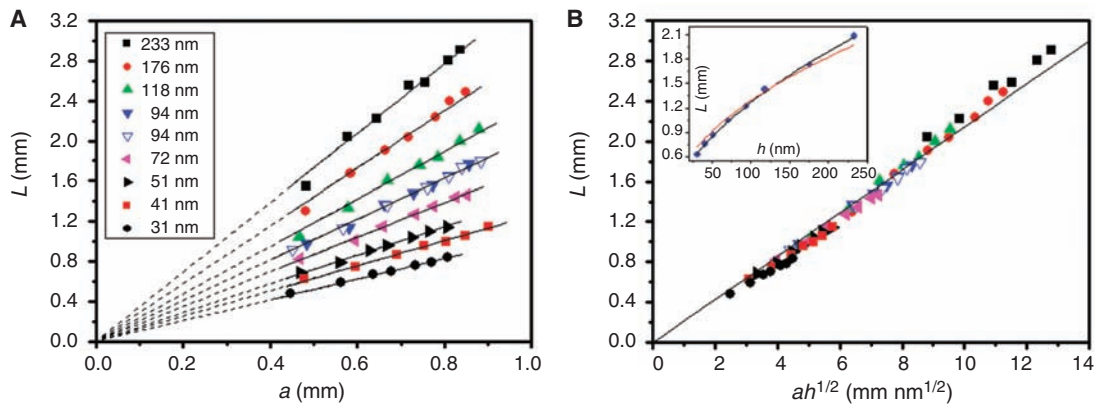 A
3.2
2.8
2.4
2.0
1.6
1.2
0.8
0.4
0.0
L (mm)
233 nm
176 nm
118 nm
94 nm
94 nm
72 nm
51 nm
41 nm
31 nm
0.0 0.2 0.4 0.6 0.8 1.0
a (mm)
B
3.2
2.8
2.4
2.0
1.6
1.2
0.8
0.4
0.0
L (mm)
2.1
1.8
1.5
1.2
0.9
0.6
L (mm)
h (nm)
50 100 150 200 250
0 2 4 6 8 10 12 14
ah^{1/2} (mm nm^{1/2})